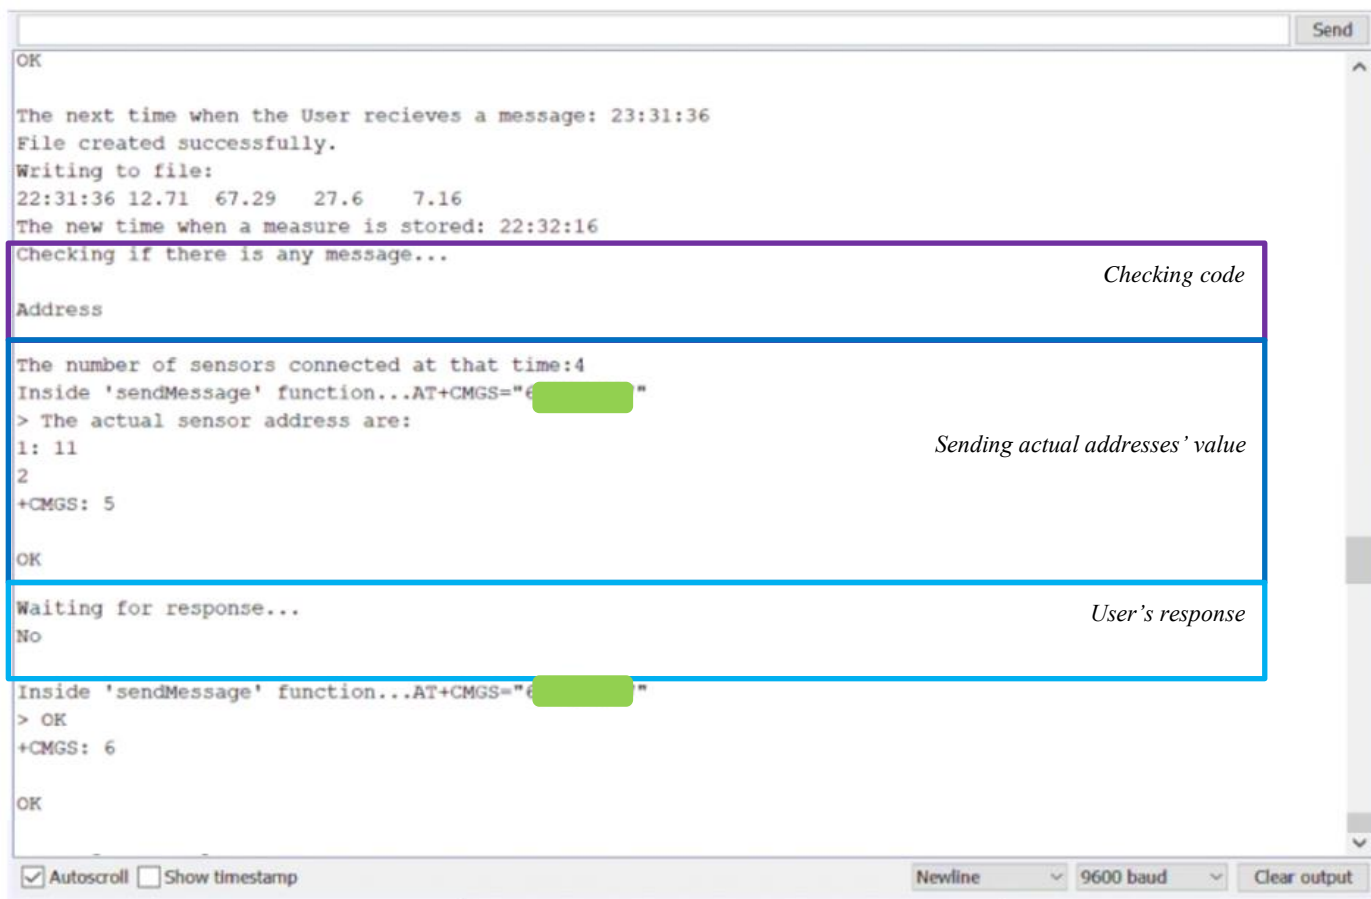 Send
OK
The next time when the User recieves a message: 23:31:36
File created successfully.
Writing to file:
22:31:36 12.71 67.29 27.6 7.16
The new time when a measure is stored: 22:32:16
Checking if there is any message...
Checking code
Address
The number of sensors connected at that time:4
Inside 'sendMessage' function...AT+CMGS="6 "
> The actual sensor address are:
1: 11
Sending actual addresses’ value
2
+CMGS: 5
OK
Waiting for response...
User’s response
No
Inside 'sendMessage' function...AT+CMGS="6 "
> OK
+CMGS: 6
OK
Autoscroll Show timestamp Newline 9600 baud Clear output